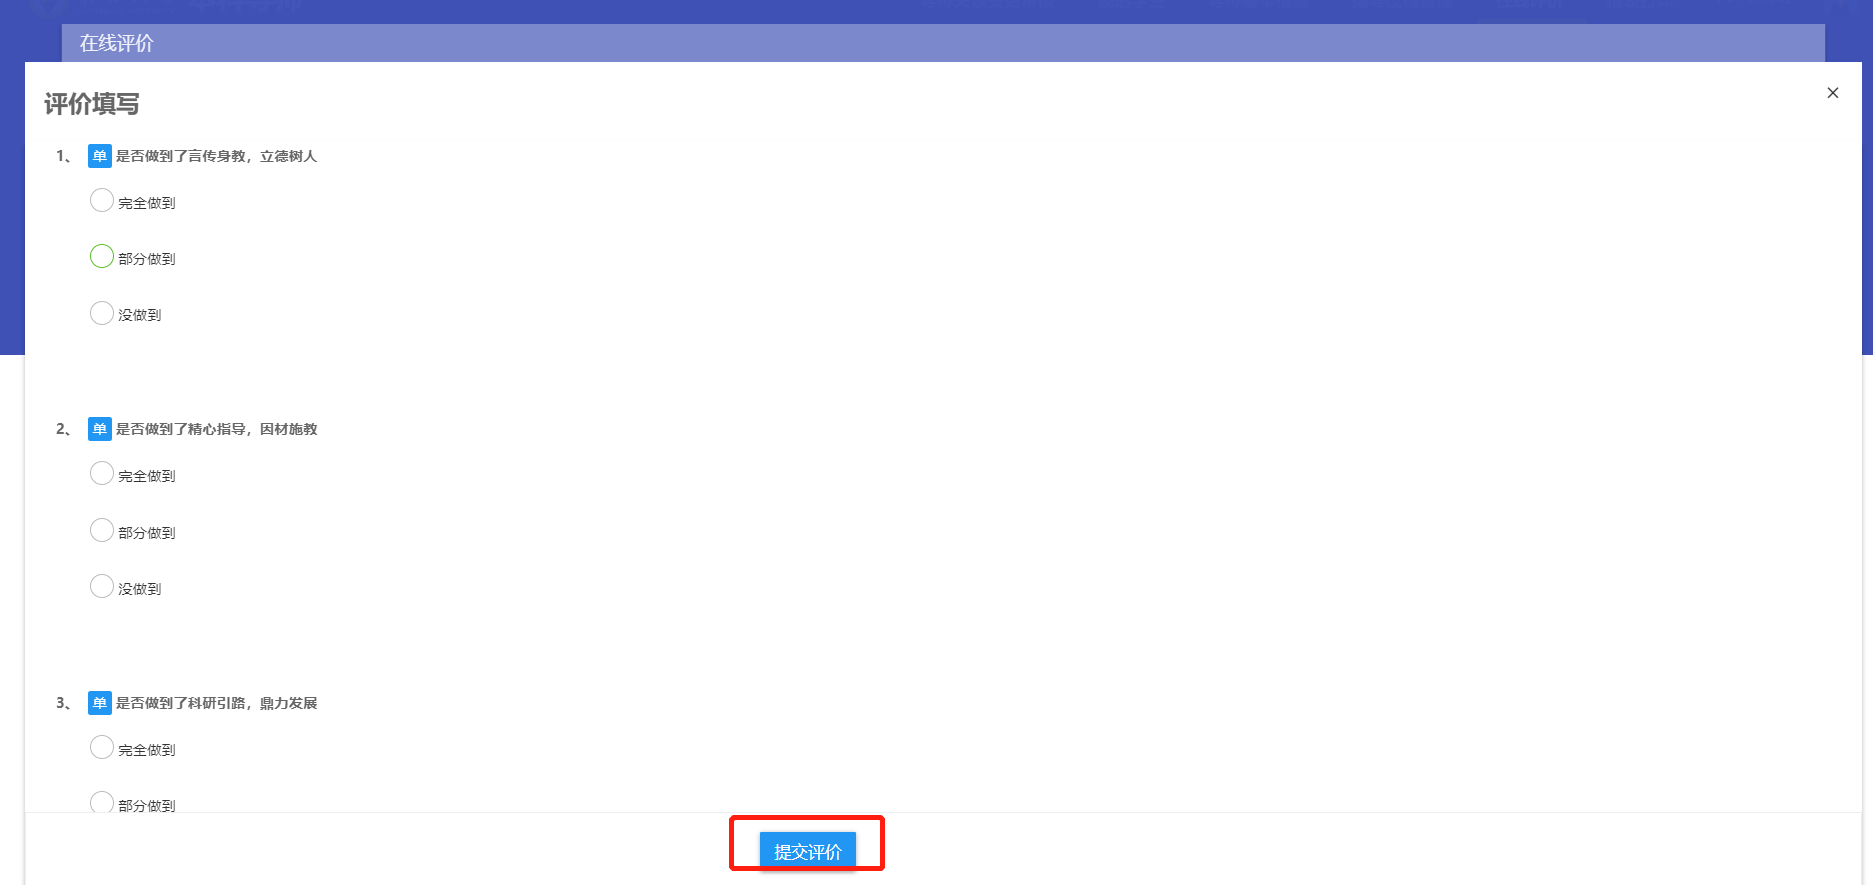 在线评价
评价填写
1、 单 是否做到了言传身教，立德树人
完全做到
部分做到
没做到
2、 单 是否做到了精心指导，因材施教
完全做到
部分做到
没做到
3、 单 是否做到了科研引路，鼎力发展
完全做到
部分做到
提交评价